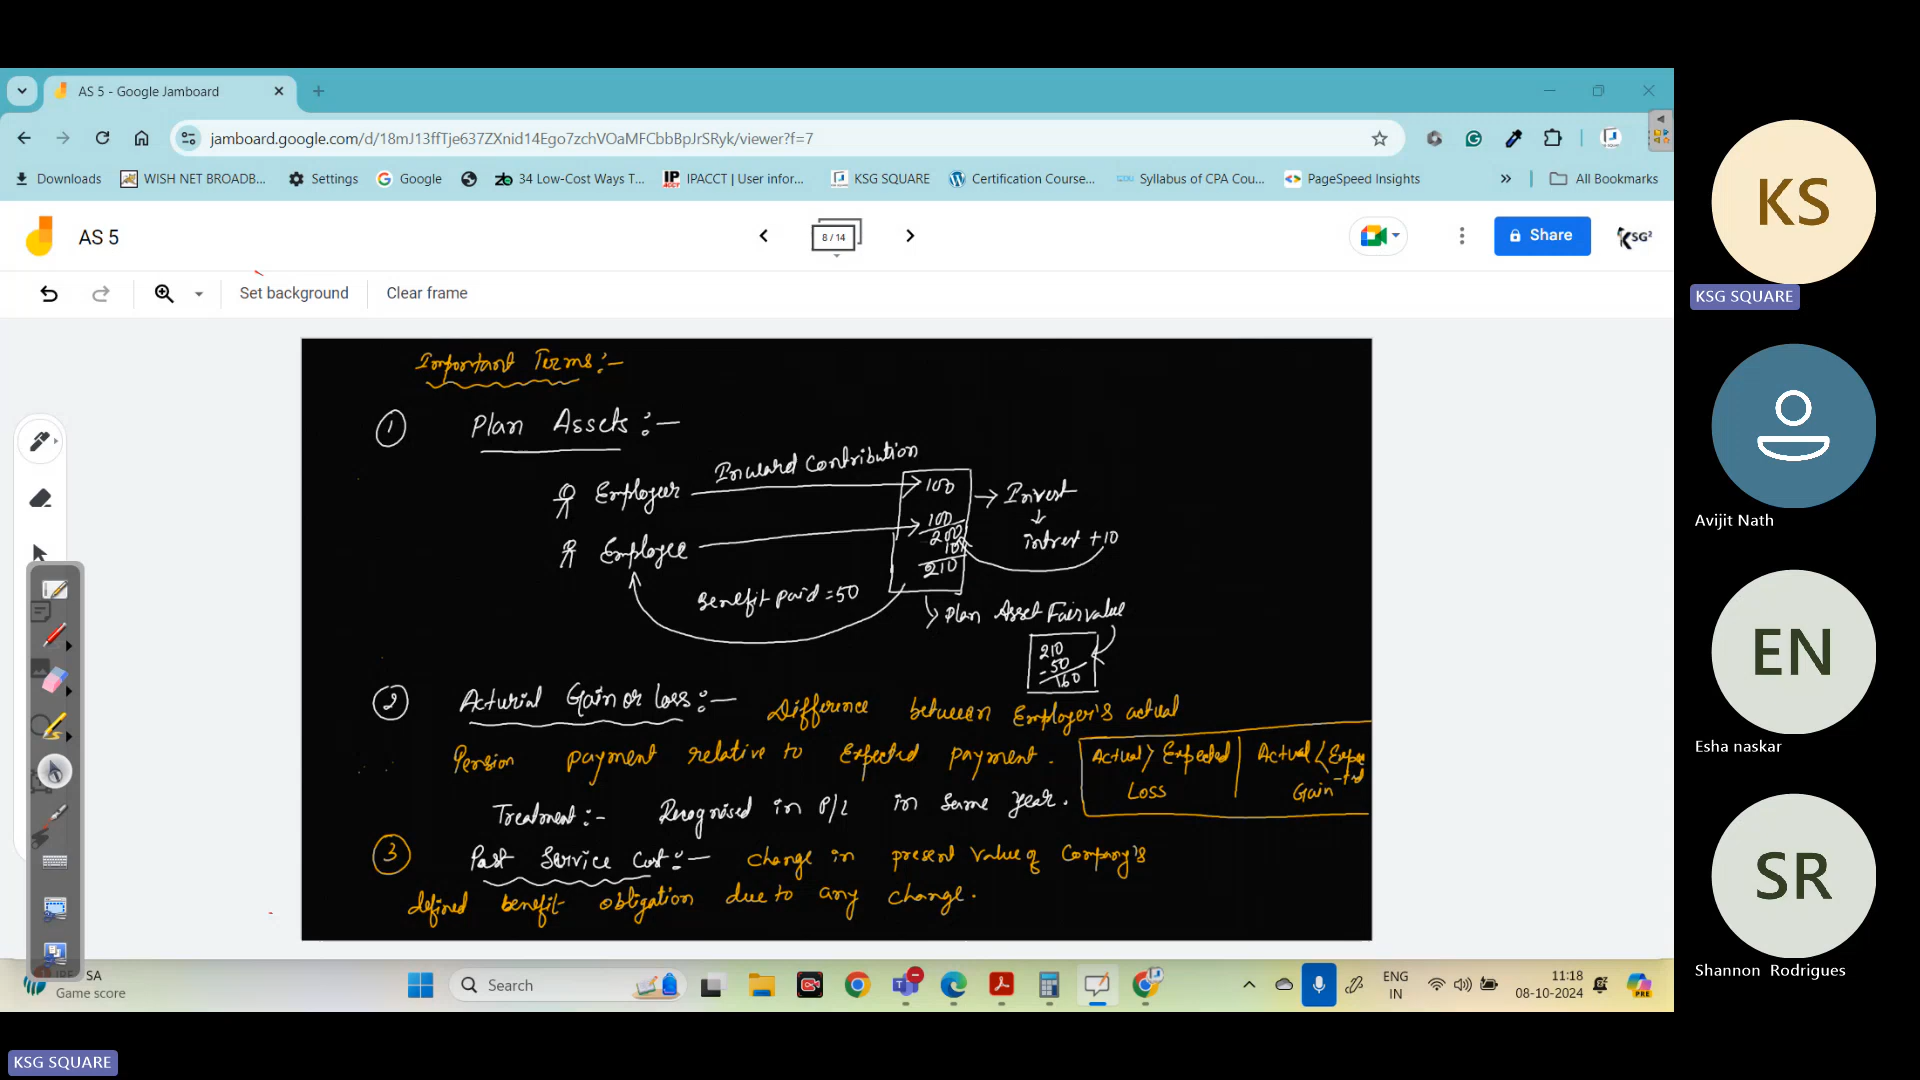 AS 5 - Google Jamboard
jamboard.google.com/d/18mJ13ffTje637ZXnid14Ego7zchVOaMFCbbBpJrSRyk/viewer?f=7
Downloads WISH NET BROADB... Settings Google 34 Low-Cost Ways T... IPACCT | User infor... KSG SQUARE Certification Course... Syllabus of CPA Cou... PageSpeed Insights » All Bookmarks
AS 5 8 / 14 Share KSG²
Set background Clear frame
Important Terms:-
① Plan Assets:-
Inward Contribution
Employer 100 → Invest
100
200
Employee 10 intrest +10
210
Benefit paid = 50
Plan Asset Fairvalue
210
-50
160
② Acturial Gain or Loss:- Difference between Employer's actual
Pension payment relative to Expected payment.
Actual > Expected
Loss
Actual < Expe
-ted
Gain
Treatment:- Recognised in P/L in same year.
③ Past Service Cost:- change in present value of Company's
defined benefit obligation due to any change.
SA
Game score
Search
ENG
IN
11:18
08-10-2024
PRE
KS
KSG SQUARE
Avijit Nath
EN
Esha naskar
SR
Shannon Rodrigues
KSG SQUARE